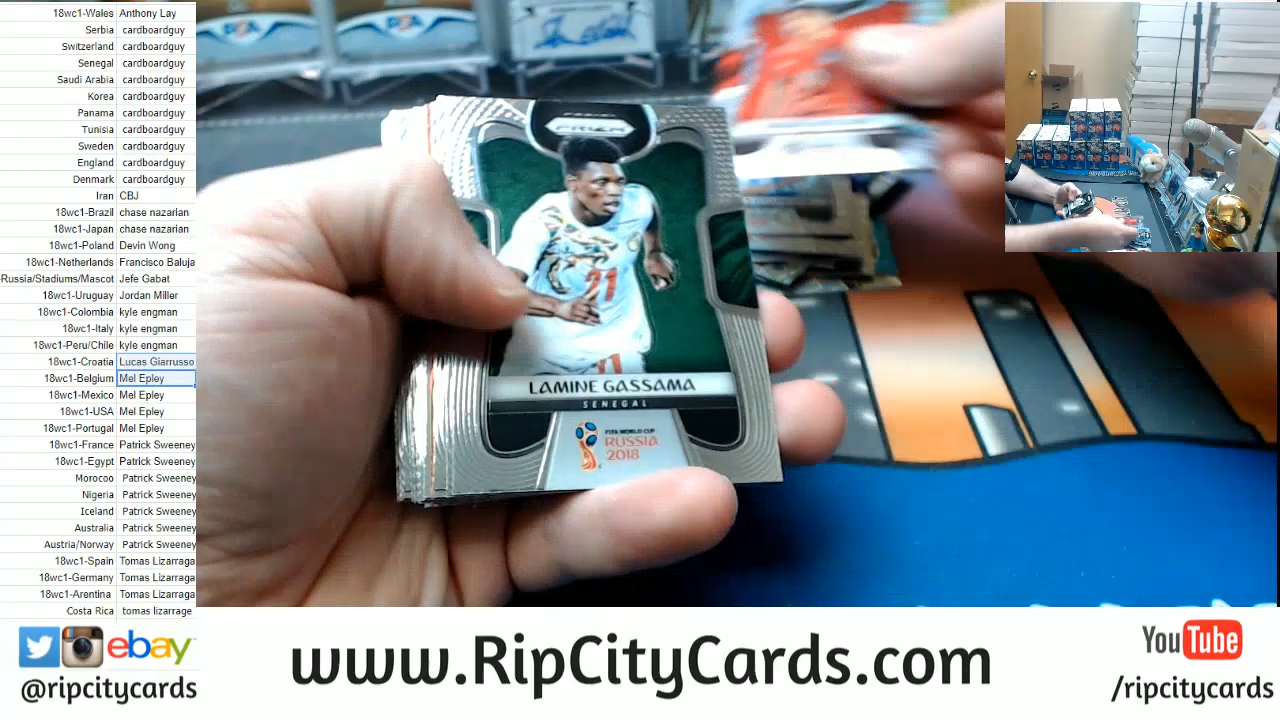 18wc1-Wales Anthony Lay
Serbia cardboardguy
Switzerland cardboardguy
Senegal cardboardguy
Saudi Arabia cardboardguy
Korea cardboardguy
Panama cardboardguy
Tunisia cardboardguy
Sweden cardboardguy
England cardboardguy
Denmark cardboardguy
Iran CBJ
18wc1-Brazil chase nazarian
18wc1-Japan chase nazarian
18wc1-Poland Devin Wong
18wc1-Netherlands Francisco Baluja
-Russia/Stadiums/Mascot Jefe Gabat
18wc1-Uruguay Jordan Miller
18wc1-Colombia kyle engman
18wc1-Italy kyle engman
18wc1-Peru/Chile kyle engman
18wc1-Croatia Lucas Giarrusso
18wc1-Belgium Mel Epley
18wc1-Mexico Mel Epley
18wc1-USA Mel Epley
18wc1-Portugal Mel Epley
18wc1-France Patrick Sweeney
18wc1-Egypt Patrick Sweeney
Morocoo Patrick Sweeney
Nigeria Patrick Sweeney
Iceland Patrick Sweeney
Australia Patrick Sweeney
Austria/Norway Patrick Sweeney
18wc1-Spain Tomas Lizarraga
18wc1-Germany Tomas Lizarraga
18wc1-Arentina Tomas Lizarraga
Costa Rica tomas lizarrage
PANINI
PRIZM
21
LAMINE GASSAMA
SENEGAL
FIFA WORLD CUP
RUSSIA
2018
ebay
@ripcitycards
www.RipCityCards.com
YouTube
/ripcitycards